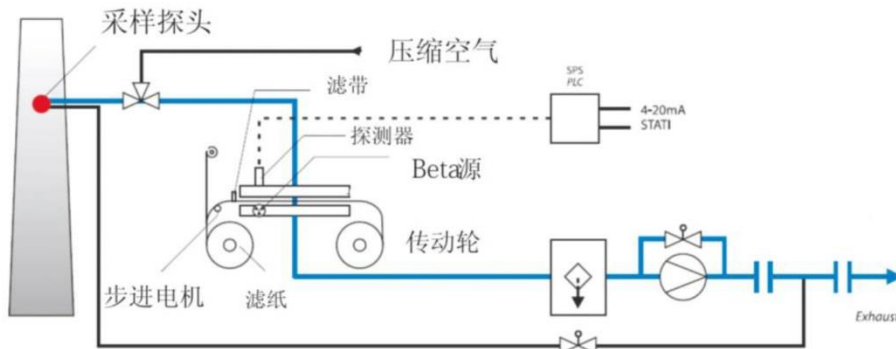 采样探头
压缩空气
滤带
SPS
PLC
4-20mA
STATI
探测器
Beta源
传动轮
步进电机
滤纸
Exhaust